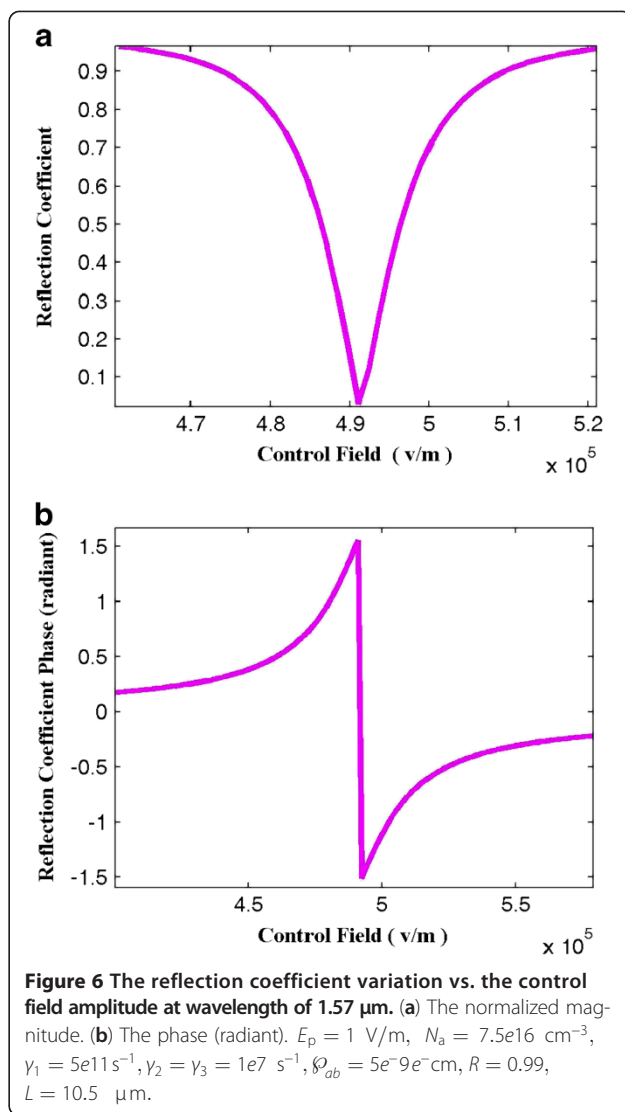 a
0.9
0.8
0.7
0.6
0.5
0.4
0.3
0.2
0.1
Reflection Coefficient
4.7 4.8 4.9 5 5.1 5.2
Control Field ( v/m )
x 10^5
b
1.5
1
0.5
0
-0.5
-1
-1.5
Reflection Coefficient Phase (radiant)
4.5 5 5.5
Control Field ( v/m )
x 10^5
Figure 6 The reflection coefficient variation vs. the control
field amplitude at wavelength of 1.57 μm. (a) The normalized mag-
nitude. (b) The phase (radiant). E_p = 1 V/m, N_a = 7.5e16 cm⁻³,
γ₁ = 5e11 s⁻¹, γ₂ = γ₃ = 1e7 s⁻¹, ℘_ab = 5e⁻9e⁻cm, R = 0.99,
L = 10.5 μm.